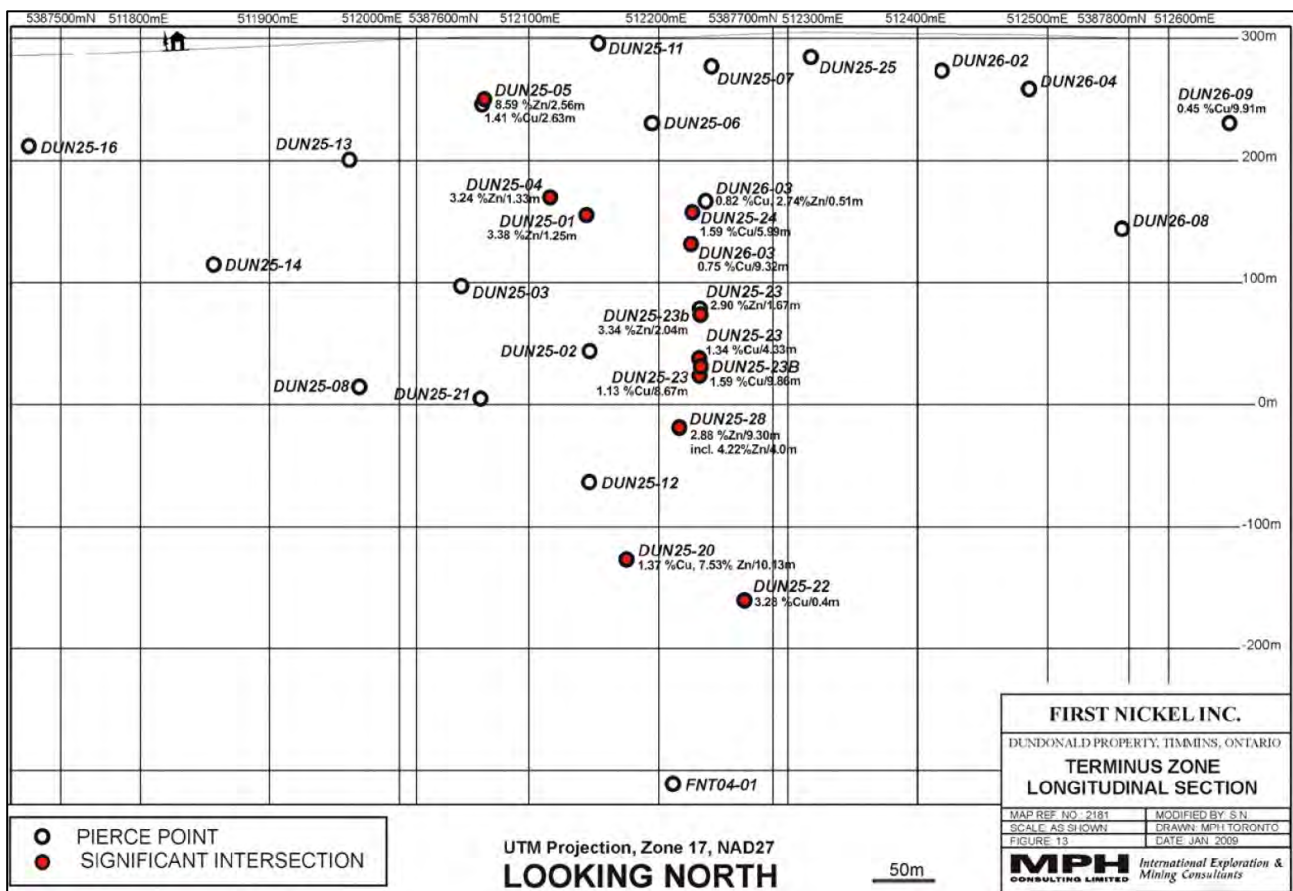 5387500mN 511800mE 511900mE 512000mE 5387600mN 512100mE 512200mE 5387700mN 512300mE 512400mE 512500mE 5387800mN 512600mE
300m
DUN25-11
DUN25-07
DUN25-25
DUN26-02
DUN26-04
DUN26-09
0.45 %Cu/9.91m
DUN25-05
8.59 %Zn/2.56m
1.41 %Cu/2.63m
DUN25-06
DUN25-16
DUN25-13
200m
DUN25-04
3.24 %Zn/1.33m
DUN25-01
3.38 %Zn/1.25m
DUN26-03
0.82 %Cu, 2.74%Zn/0.51m
DUN25-24
1.59 %Cu/5.99m
DUN26-03
0.75 %Cu/9.32m
DUN26-08
DUN25-14
DUN25-03
100m
DUN25-23
2.90 %Zn/1.67m
DUN25-23b
3.34 %Zn/2.04m
DUN25-23
1.34 %Cu/4.33m
DUN25-02
DUN25-23B
1.59 %Cu/9.86m
DUN25-23
1.13 %Cu/8.67m
DUN25-08
DUN25-21
0m
DUN25-28
2.88 %Zn/9.30m
incl. 4.22%Zn/4.0m
DUN25-12
-100m
DUN25-20
1.37 %Cu, 7.53% Zn/10.13m
DUN25-22
3.28 %Cu/0.4m
-200m
FNT04-01
FIRST NICKEL INC.
DUNDONALD PROPERTY, TIMMINS, ONTARIO
TERMINUS ZONE
LONGITUDINAL SECTION
MAP REF. NO.: 2181 MODIFIED BY: S.N.
SCALE: AS SHOWN DRAWN: MPH TORONTO
FIGURE: 13 DATE: JAN. 2009
MPH
CONSULTING LIMITED
International Exploration &
Mining Consultants
PIERCE POINT
SIGNIFICANT INTERSECTION
UTM Projection, Zone 17, NAD27
LOOKING NORTH
50m